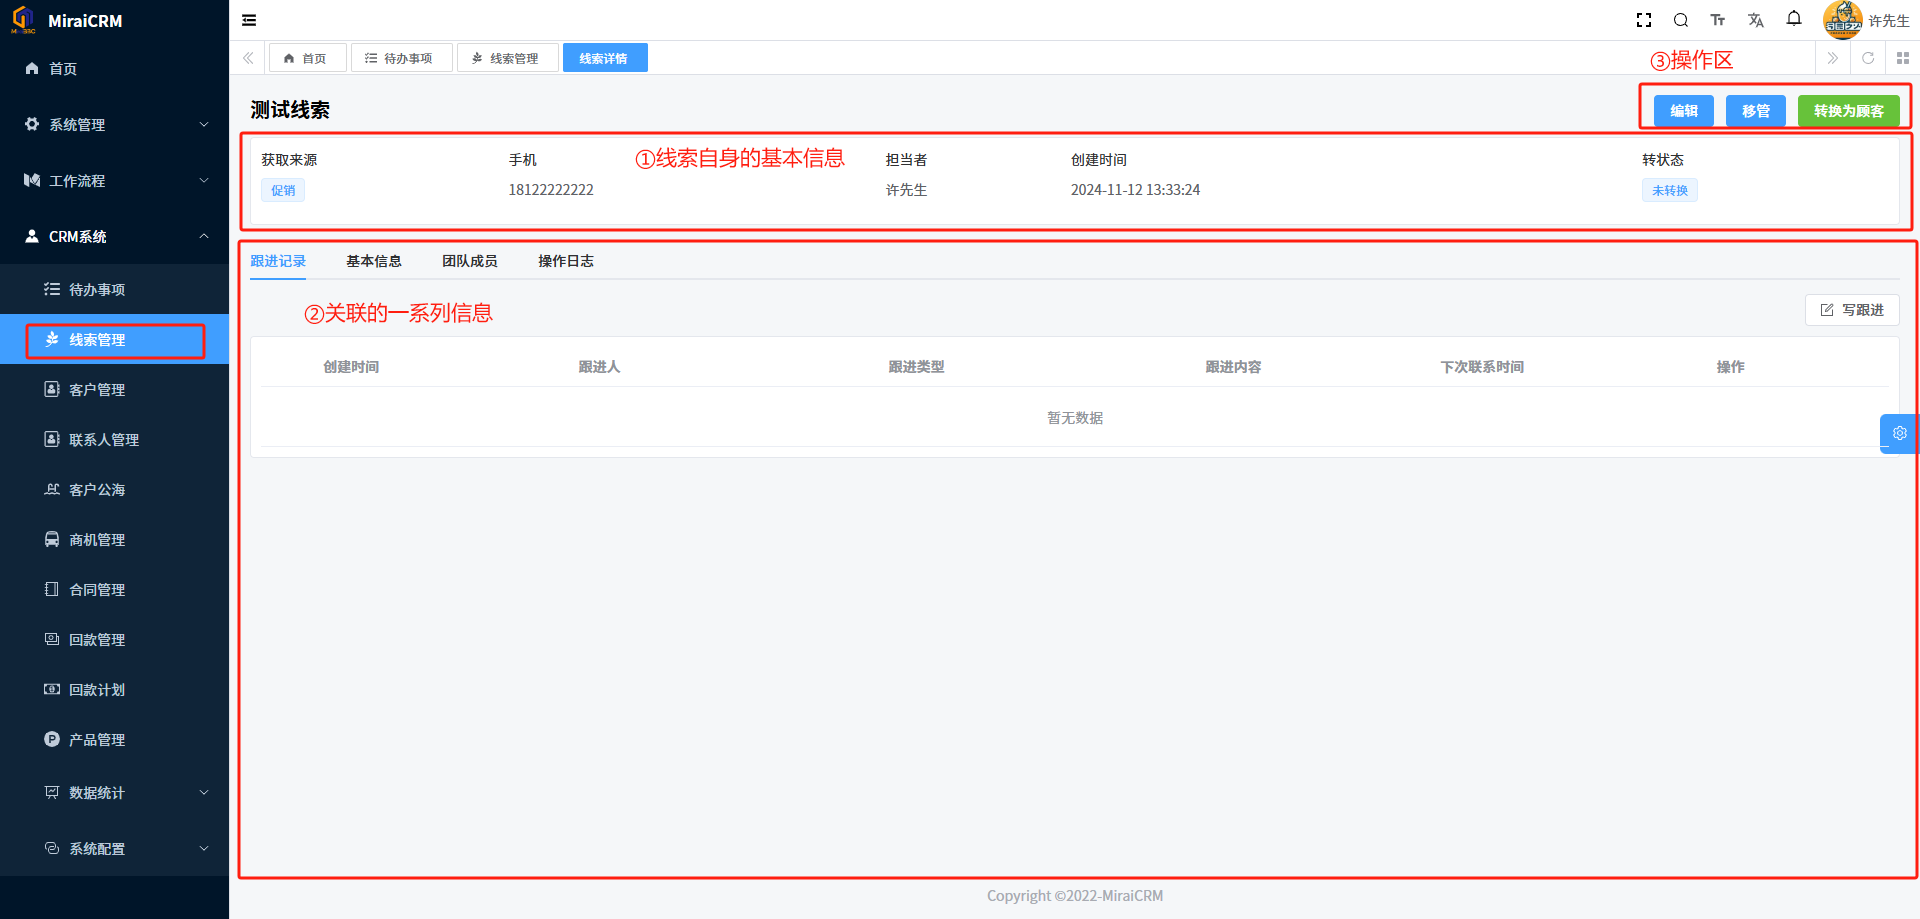 MiraiCRM
首页
系统管理
工作流程
CRM系统
待办事项
线索管理
客户管理
联系人管理
客户公海
商机管理
合同管理
回款管理
回款计划
产品管理
数据统计
系统配置
许先生
首页 待办事项 线索管理 线索详情
③操作区
测试线索
编辑 移管 转换为顾客
①线索自身的基本信息
获取来源 手机 担当者 创建时间 转状态
促销 18122222222 许先生 2024-11-12 13:33:24 未转换
跟进记录 基本信息 团队成员 操作日志
②关联的一系列信息
写跟进
创建时间 跟进人 跟进类型 跟进内容 下次联系时间 操作
暂无数据
Copyright ©2022-MiraiCRM